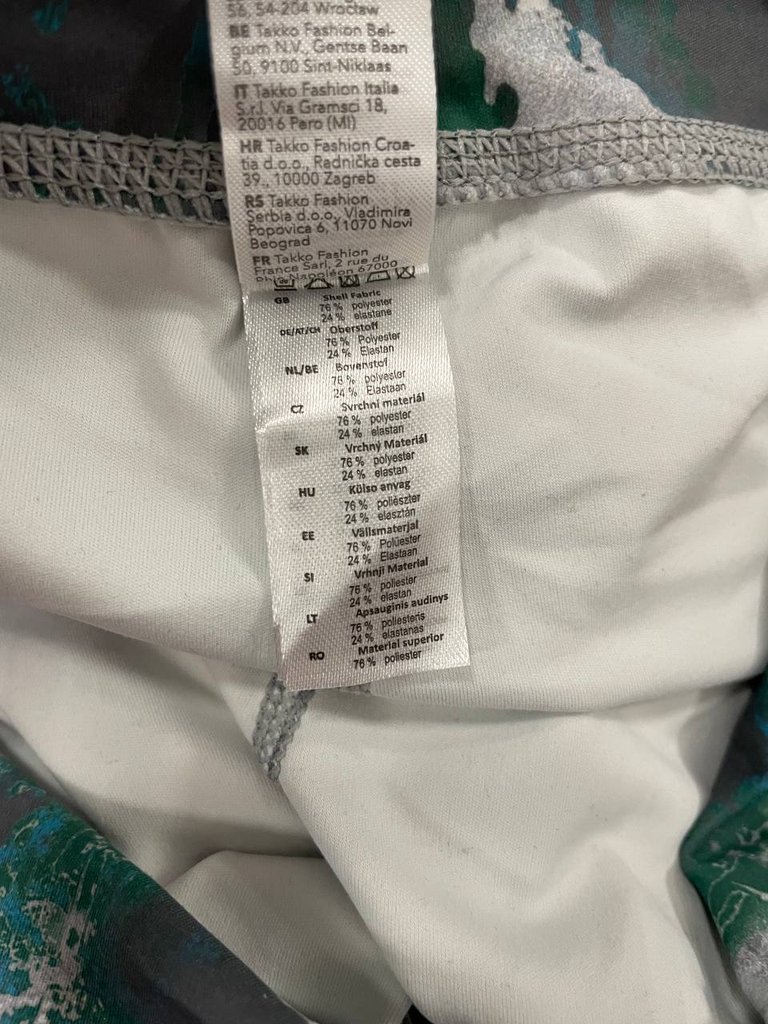 56, 54-204 Wrocław
BE Takko Fashion Bel-
gium N.V., Gentse Baan
50, 9100 Sint-Niklaas
IT Takko Fashion Italia
S.r.l. Via Gramsci 18,
20016 Pero (MI)
HR Takko Fashion Croa-
tia d.o.o., Radnička cesta
39., 10000 Zagreb
RS Takko Fashion
Serbia d.o.o., Vladimira
Popovica 6, 11070 Novi
Beograd
FR Takko Fashion
France Sarl, 2 rue du
Napoléon 67000
GB Shell Fabric
76 % polyester
24 % elastane
DE/AT/CH Oberstoff
76 % Polyester
24 % Elastan
NL/BE Bovenstof
76 % polyester
24 % Elastaan
CZ Svrchní materiál
76 % polyester
24 % elastan
SK Vrchný Materiál
76 % polyester
24 % elastan
HU Külso anyag
76 % poliészter
24 % elasztán
EE Välismaterjal
76 % Polüester
24 % Elastaan
SI Vrhnji Material
76 % poliester
24 % elastan
LT Apsauginis audinys
76 % poliesteris
24 % elastanas
RO Material superior
76 % poliester